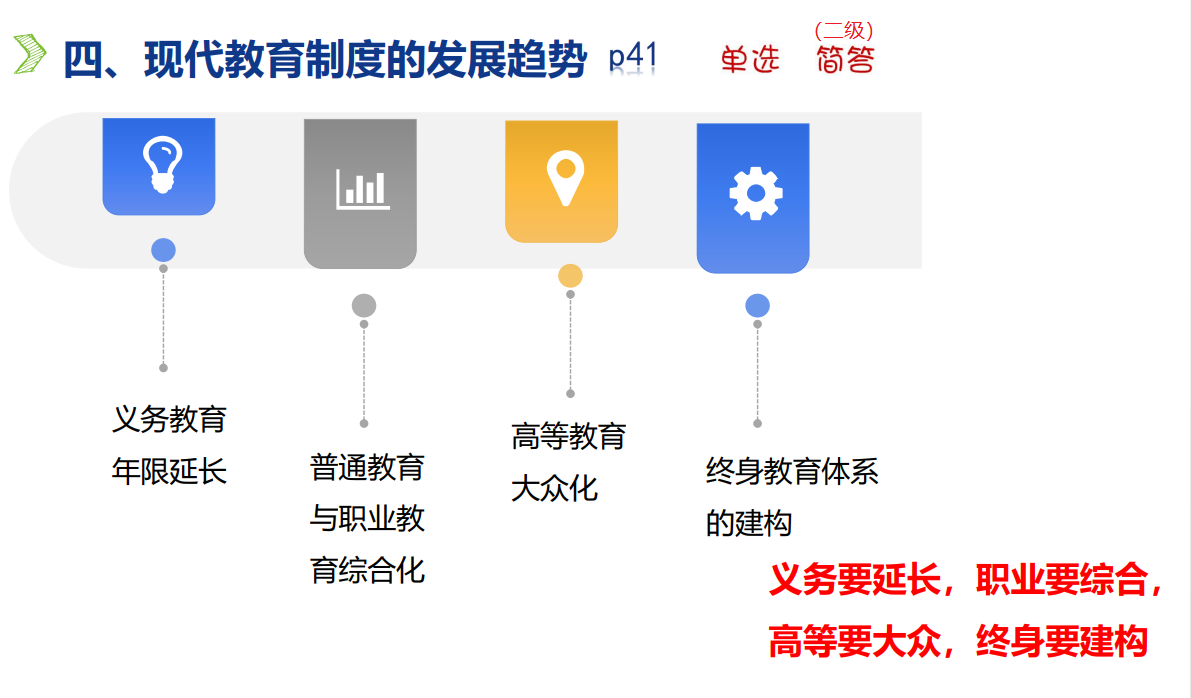 四、现代教育制度的发展趋势 p41 单选 (二级) 简答
义务教育
年限延长
普通教育
与职业教
育综合化
高等教育
大众化
终身教育体系
的建构
义务要延长，职业要综合，
高等要大众，终身要建构